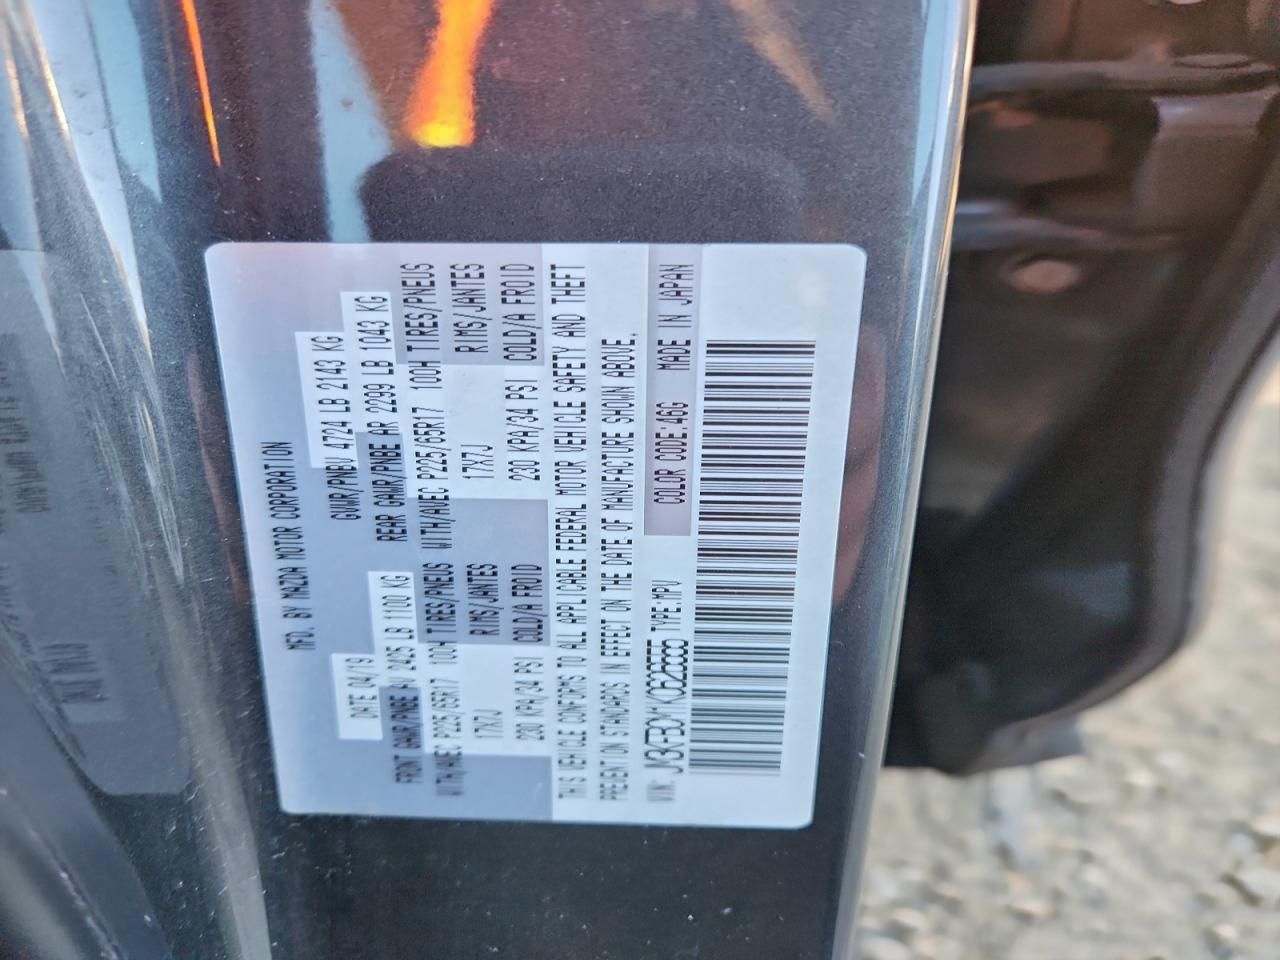 MFD. BY MAZDA MOTOR CORPORATION
DATE 04/19 GVWR/PNBV 4724 LB 2143 KG
FRONT GAWR/PNBE AV 2425 LB 1100 KG REAR GAWR/PNBE AR 2299 LB 1043 KG
WITH/AVEC P225/65R17 100H TIRES/PNEUS WITH/AVEC P225/65R17 100H TIRES/PNEUS
17X7J RIMS/JANTES 17X7J RIMS/JANTES
230 KPA/34 PSI COLD/A FROID 230 KPA/34 PSI COLD/A FROID
THIS VEHICLE CONFORMS TO ALL APPLICABLE FEDERAL MOTOR VEHICLE SAFETY AND THEFT
PREVENTION STANDARDS IN EFFECT ON THE DATE OF MANUFACTURE SHOWN ABOVE.
VIN: TYPE:MPV COLOR CODE:46G MADE IN JAPAN